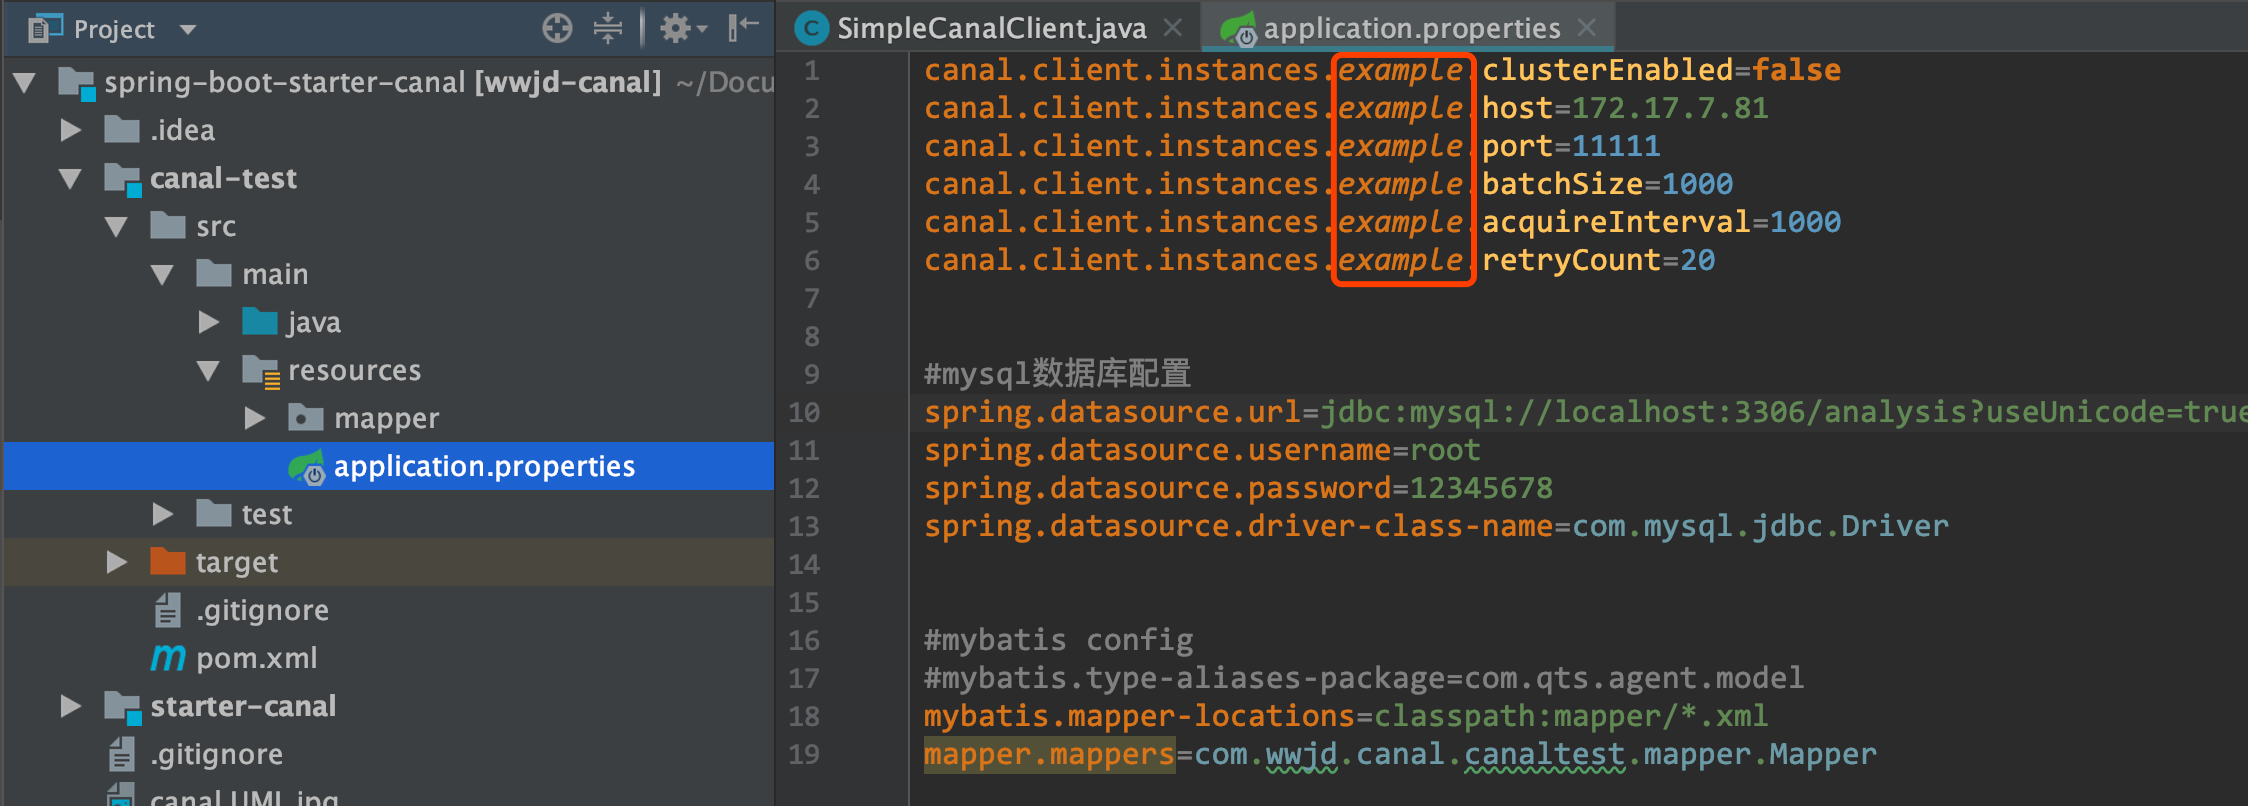 Project
spring-boot-starter-canal [wwjd-canal] ~/Docu
.idea
canal-test
src
main
java
resources
mapper
application.properties
test
target
.gitignore
pom.xml
starter-canal
.gitignore
canal UML.jpg
SimpleCanalClient.java
application.properties
1 canal.client.instances.example.clusterEnabled=false
2 canal.client.instances.example.host=172.17.7.81
3 canal.client.instances.example.port=11111
4 canal.client.instances.example.batchSize=1000
5 canal.client.instances.example.acquireInterval=1000
6 canal.client.instances.example.retryCount=20
7
8
9 #mysql数据库配置
10 spring.datasource.url=jdbc:mysql://localhost:3306/analysis?useUnicode=true
11 spring.datasource.username=root
12 spring.datasource.password=12345678
13 spring.datasource.driver-class-name=com.mysql.jdbc.Driver
14
15
16 #mybatis config
17 #mybatis.type-aliases-package=com.qts.agent.model
18 mybatis.mapper-locations=classpath:mapper/*.xml
19 mapper.mappers=com.wwjd.canal.canaltest.mapper.Mapper